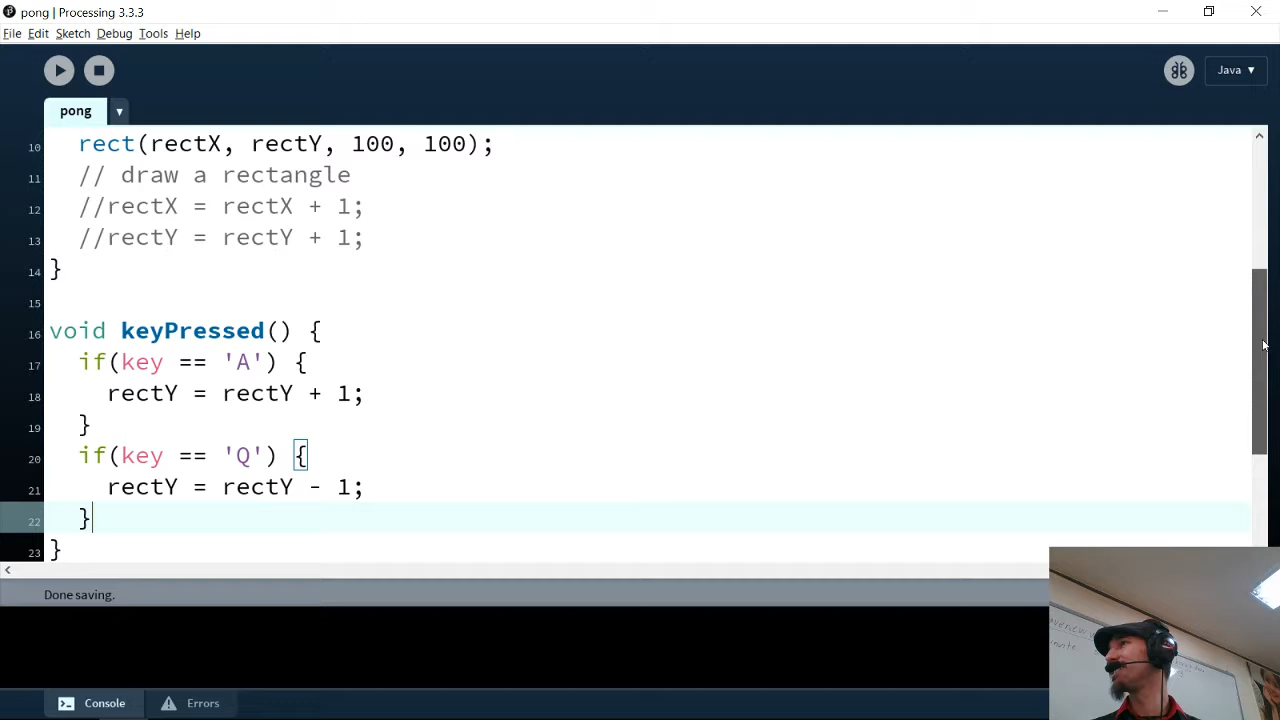 pong | Processing 3.3.3
File Edit Sketch Debug Tools Help
Java ▾
pong ▾
10 rect(rectX, rectY, 100, 100);
11 // draw a rectangle
12 //rectX = rectX + 1;
13 //rectY = rectY + 1;
14 }
15
16 void keyPressed() {
17 if(key == 'A') {
18 rectY = rectY + 1;
19 }
20 if(key == 'Q') {
21 rectY = rectY - 1;
22 }
23 }
Done saving.
Console Errors